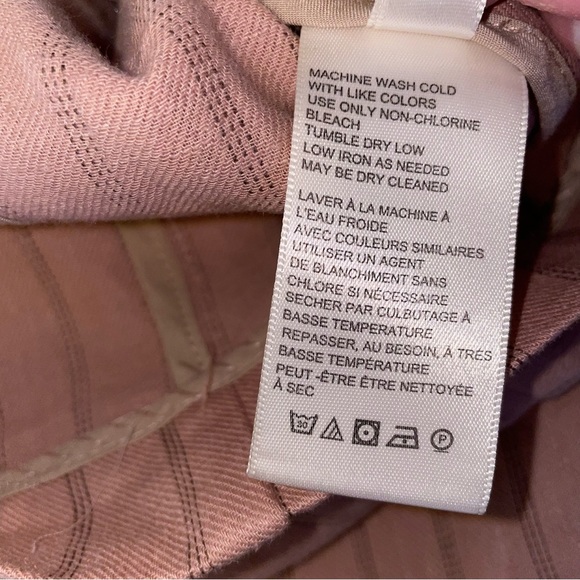 MACHINE WASH COLD
WITH LIKE COLORS
USE ONLY NON-CHLORINE
BLEACH
TUMBLE DRY LOW
LOW IRON AS NEEDED
MAY BE DRY CLEANED
LAVER À LA MACHINE À
L'EAU FROIDE
AVEC COULEURS SIMILAIRES
UTILISER UN AGENT
DE BLANCHIMENT SANS
CHLORE SI NÉCESSAIRE
SECHER PAR CULBUTAGE À
BASSE TEMPERATURE
REPASSER, AU BESOIN, À TRES
BASSE TEMPÉRATURE
PEUT -ÊTRE ÊTRE NETTOYÉE
À SEC
30 P